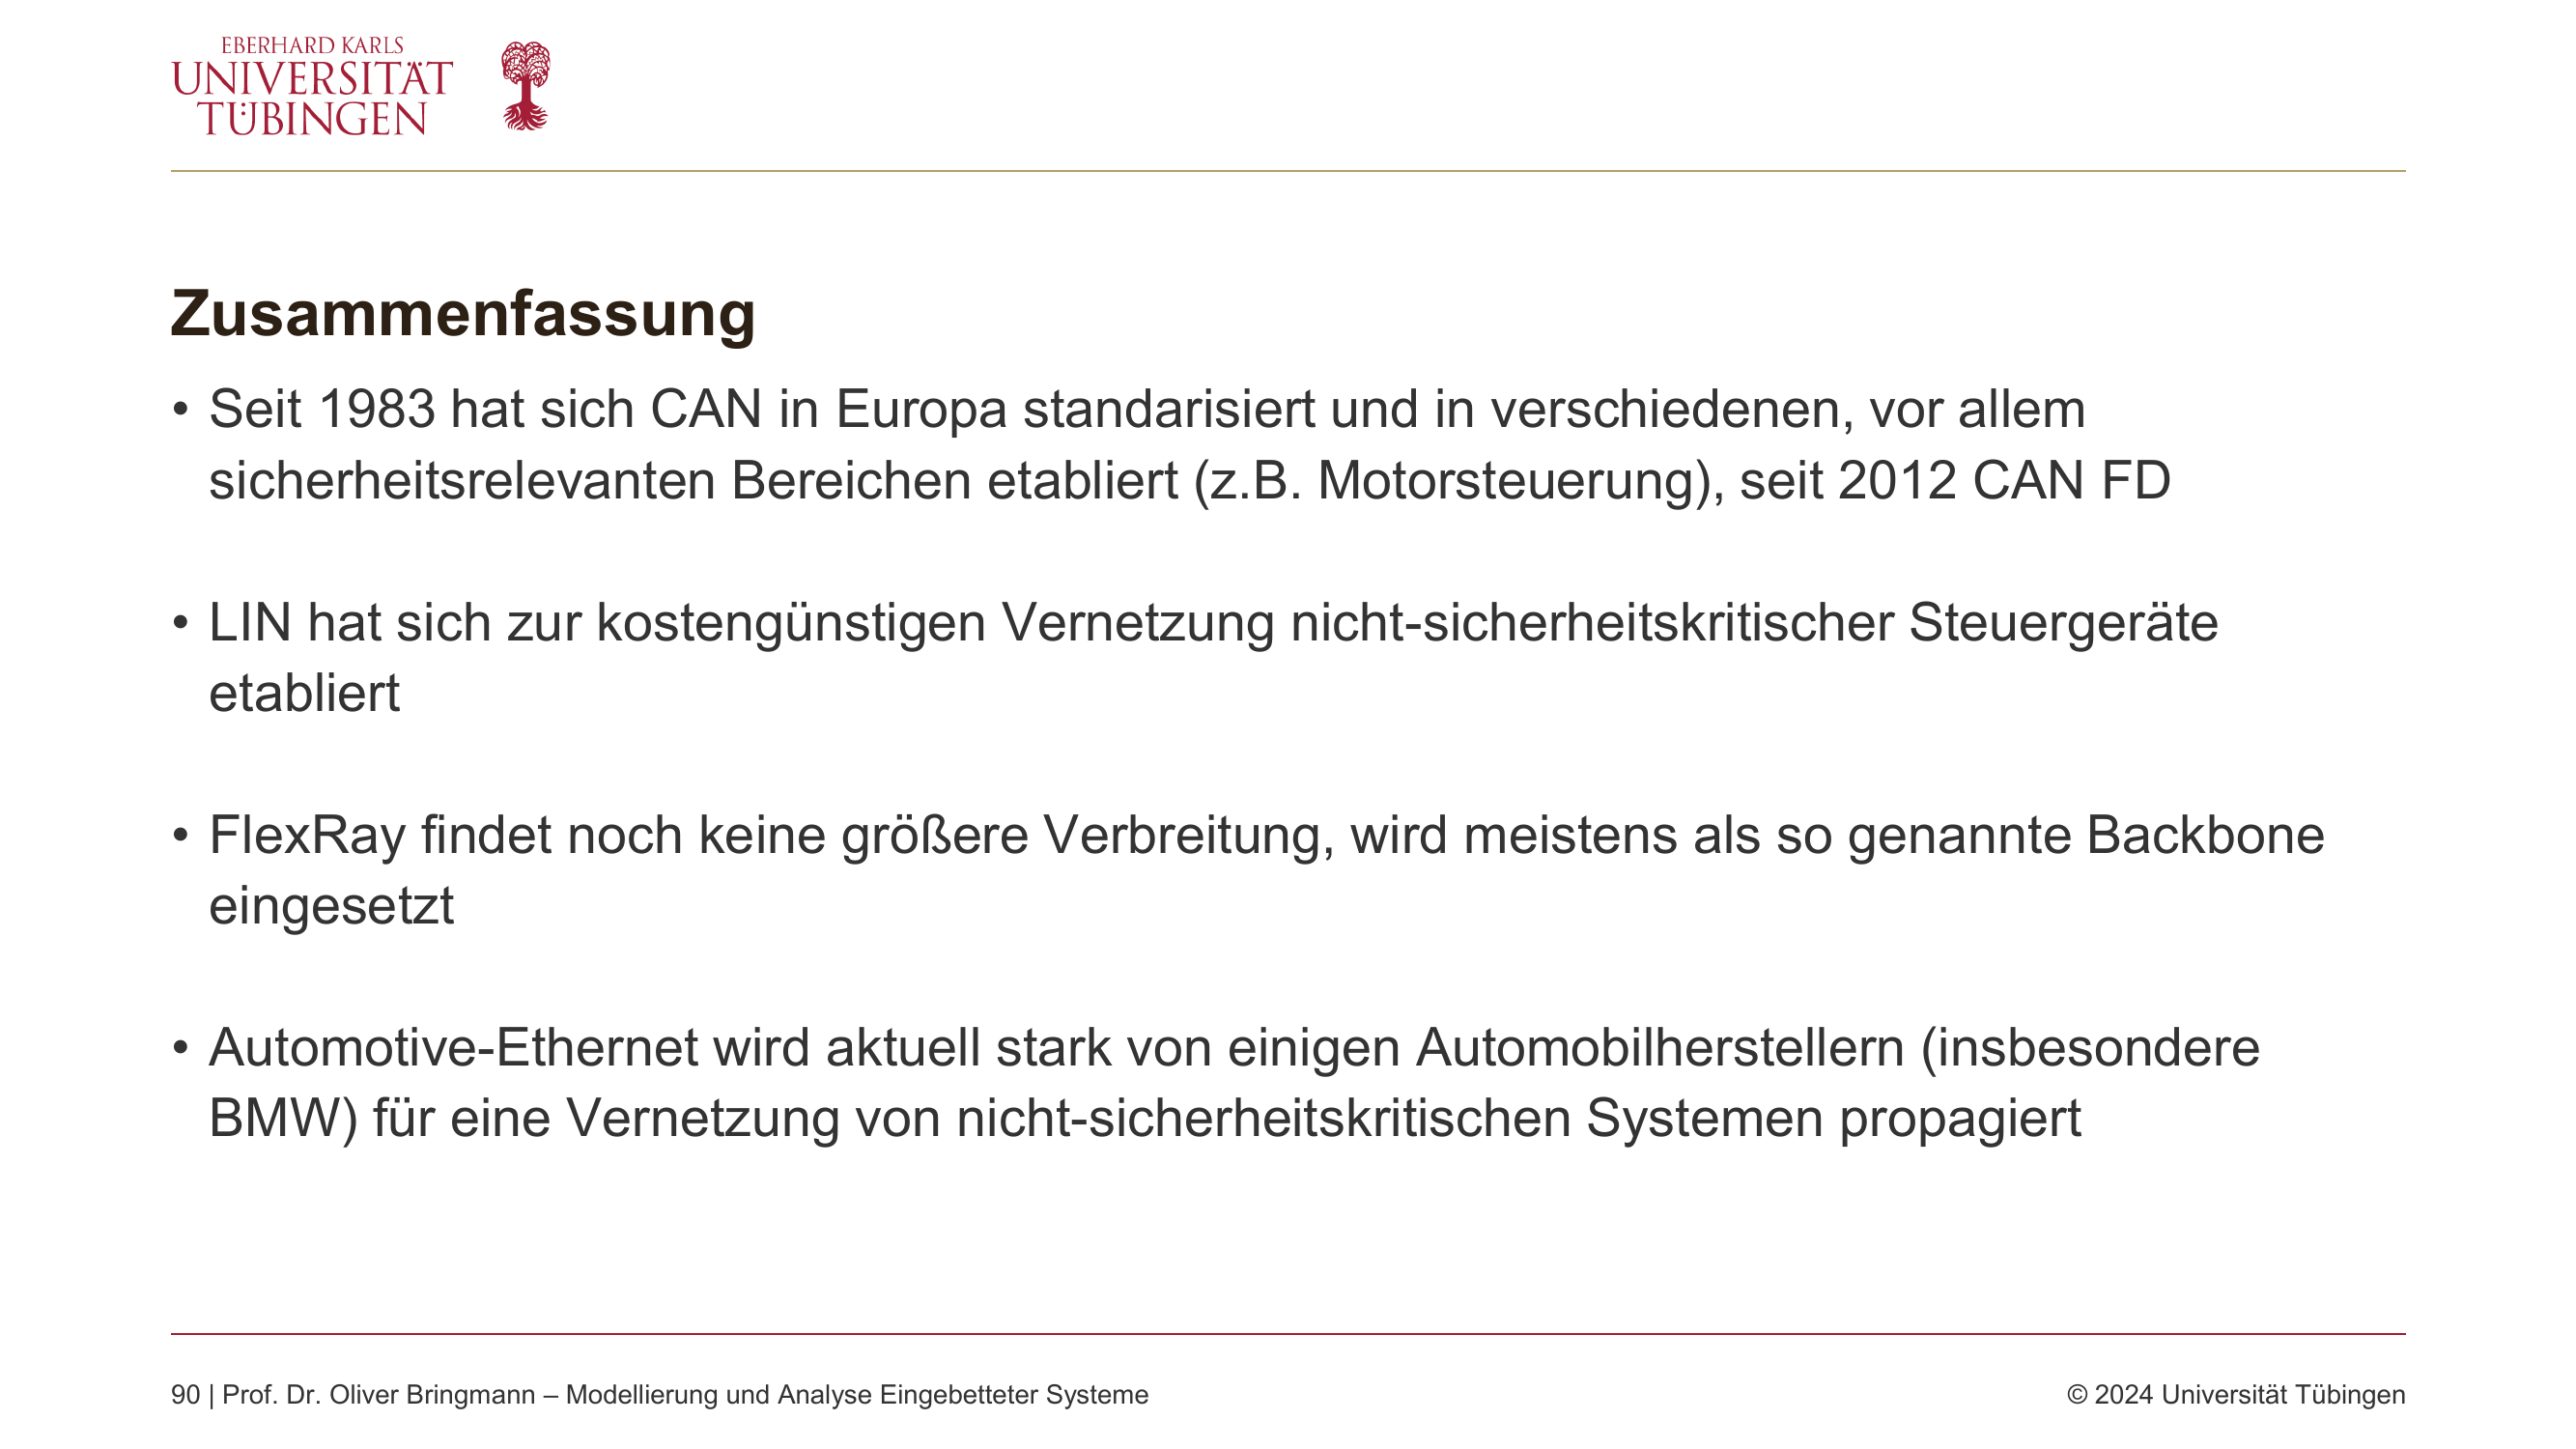 EBERHARD KARLS
UNIVERSITÄT
TÜBINGEN
Zusammenfassung
• Seit 1983 hat sich CAN in Europa standarisiert und in verschiedenen, vor allem
sicherheitsrelevanten Bereichen etabliert (z.B. Motorsteuerung), seit 2012 CAN FD
• LIN hat sich zur kostengünstigen Vernetzung nicht-sicherheitskritischer Steuergeräte
etabliert
• FlexRay findet noch keine größere Verbreitung, wird meistens als so genannte Backbone
eingesetzt
• Automotive-Ethernet wird aktuell stark von einigen Automobilherstellern (insbesondere
BMW) für eine Vernetzung von nicht-sicherheitskritischen Systemen propagiert
90 | Prof. Dr. Oliver Bringmann – Modellierung und Analyse Eingebetteter Systeme
© 2024 Universität Tübingen